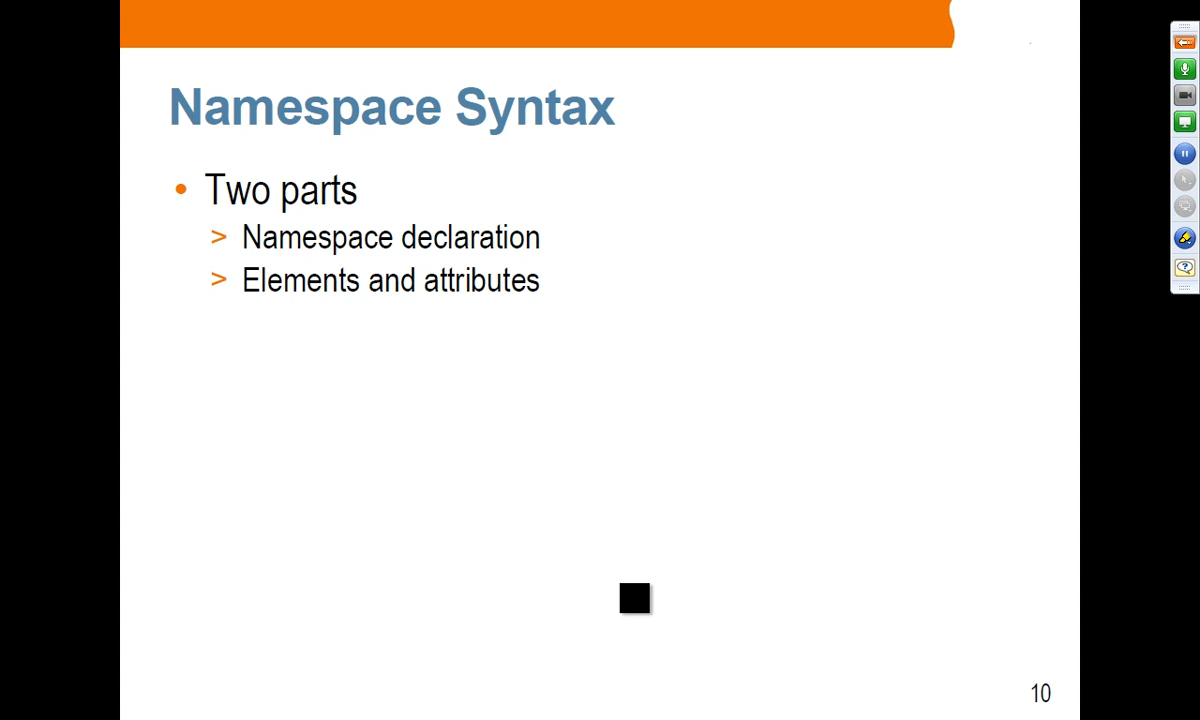 Namespace Syntax
• Two parts
> Namespace declaration
> Elements and attributes
10